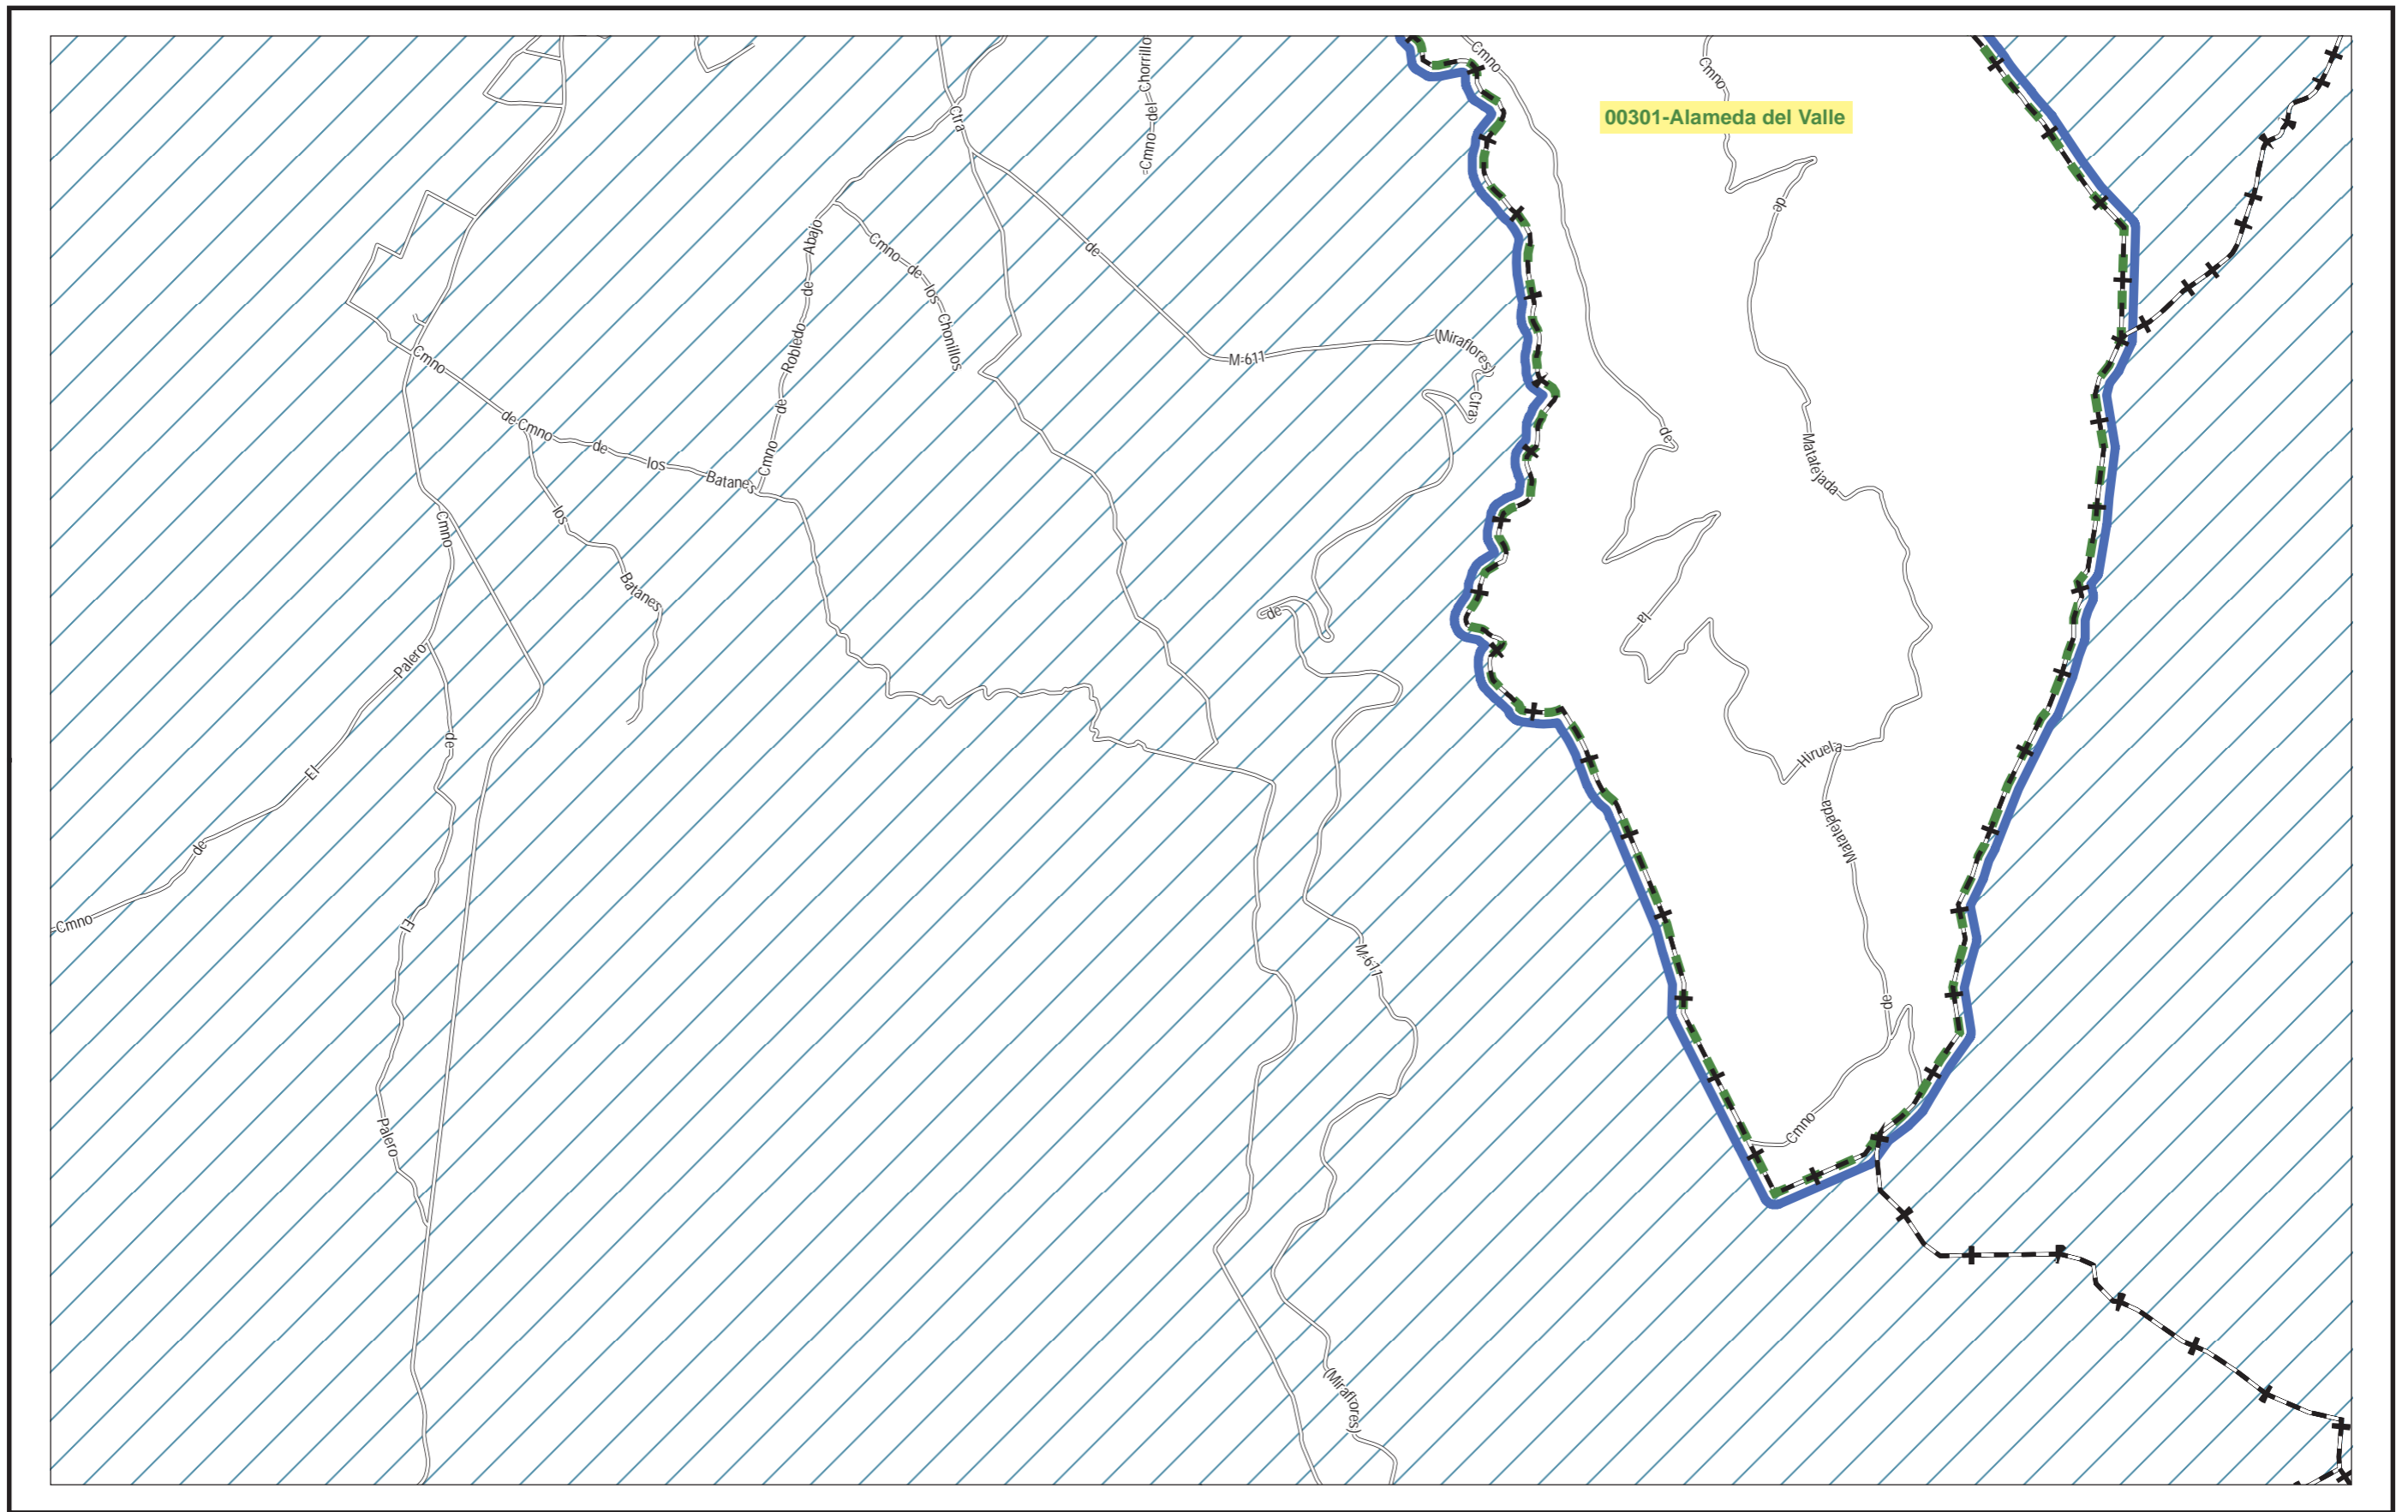 Cmno
Cmno
Cmno del Chorrillo
00301-Alameda del Valle
Ctra
de
M-611
(Miraflores)
Ctra
de
M-611
(Miraflores)
Cmno de Robledo de Abajo
Cmno de los Chonillos
Cmno
de
los
Batanes
Cmno de los Batanes
Cmno
de
El
Palero
Cmno
de
El
Palero
de
la
Hiruela
de
Matatejada
Cmno
de
Matatejada